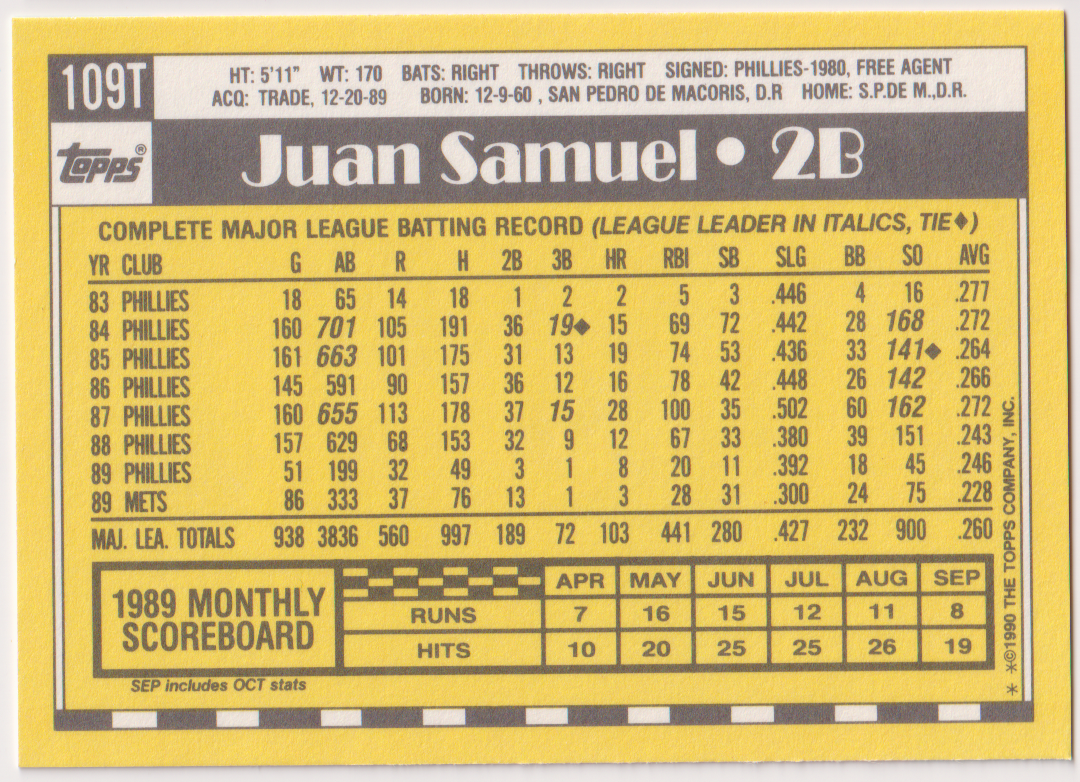 109T
HT: 5'11" WT: 170 BATS: RIGHT THROWS: RIGHT SIGNED: PHILLIES-1980, FREE AGENT
ACQ: TRADE, 12-20-89 BORN: 12-9-60 , SAN PEDRO DE MACORIS, D.R HOME: S.P.DE M.,D.R.
Topps®
Juan Samuel • 2B
COMPLETE MAJOR LEAGUE BATTING RECORD (LEAGUE LEADER IN ITALICS, TIE♦)
YR CLUB G AB R H 2B 3B HR RBI SB SLG BB SO AVG
83 PHILLIES 18 65 14 18 1 2 2 5 3 .446 4 16 .277
84 PHILLIES 160 701 105 191 36 19♦ 15 69 72 .442 28 168 .272
85 PHILLIES 161 663 101 175 31 13 19 74 53 .436 33 141♦ .264
86 PHILLIES 145 591 90 157 36 12 16 78 42 .448 26 142 .266
87 PHILLIES 160 655 113 178 37 15 28 100 35 .502 60 162 .272
88 PHILLIES 157 629 68 153 32 9 12 67 33 .380 39 151 .243
89 PHILLIES 51 199 32 49 3 1 8 20 11 .392 18 45 .246
89 METS 86 333 37 76 13 1 3 28 31 .300 24 75 .228
MAJ. LEA. TOTALS 938 3836 560 997 189 72 103 441 280 .427 232 900 .260
1989 MONTHLY
SCOREBOARD
APR MAY JUN JUL AUG SEP
RUNS 7 16 15 12 11 8
HITS 10 20 25 25 26 19
SEP includes OCT stats
* *©1990 THE TOPPS COMPANY, INC.